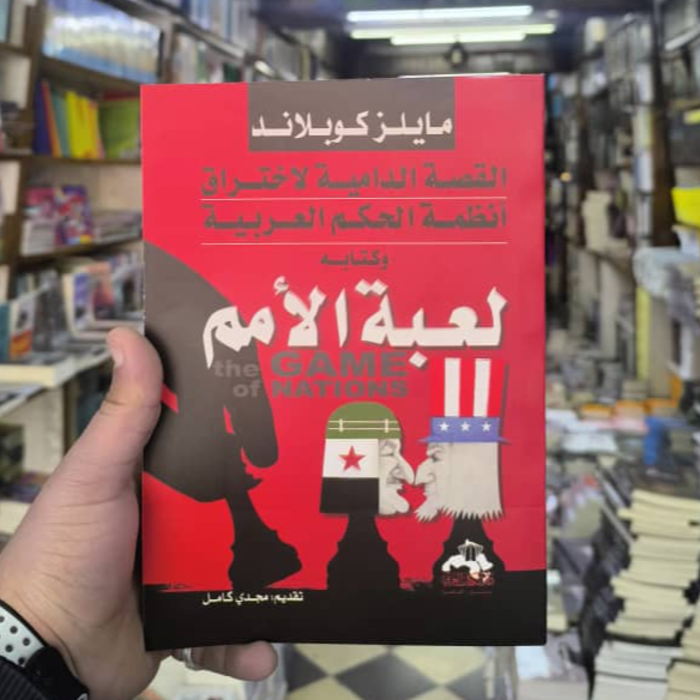 مايلز كوبلاند
القصة الدامية لاختراق
أنظمة الحكم العربية
وكتابه
لعبة الأمم
the GAME
of NATIONS
تقديم: مجدي كامل